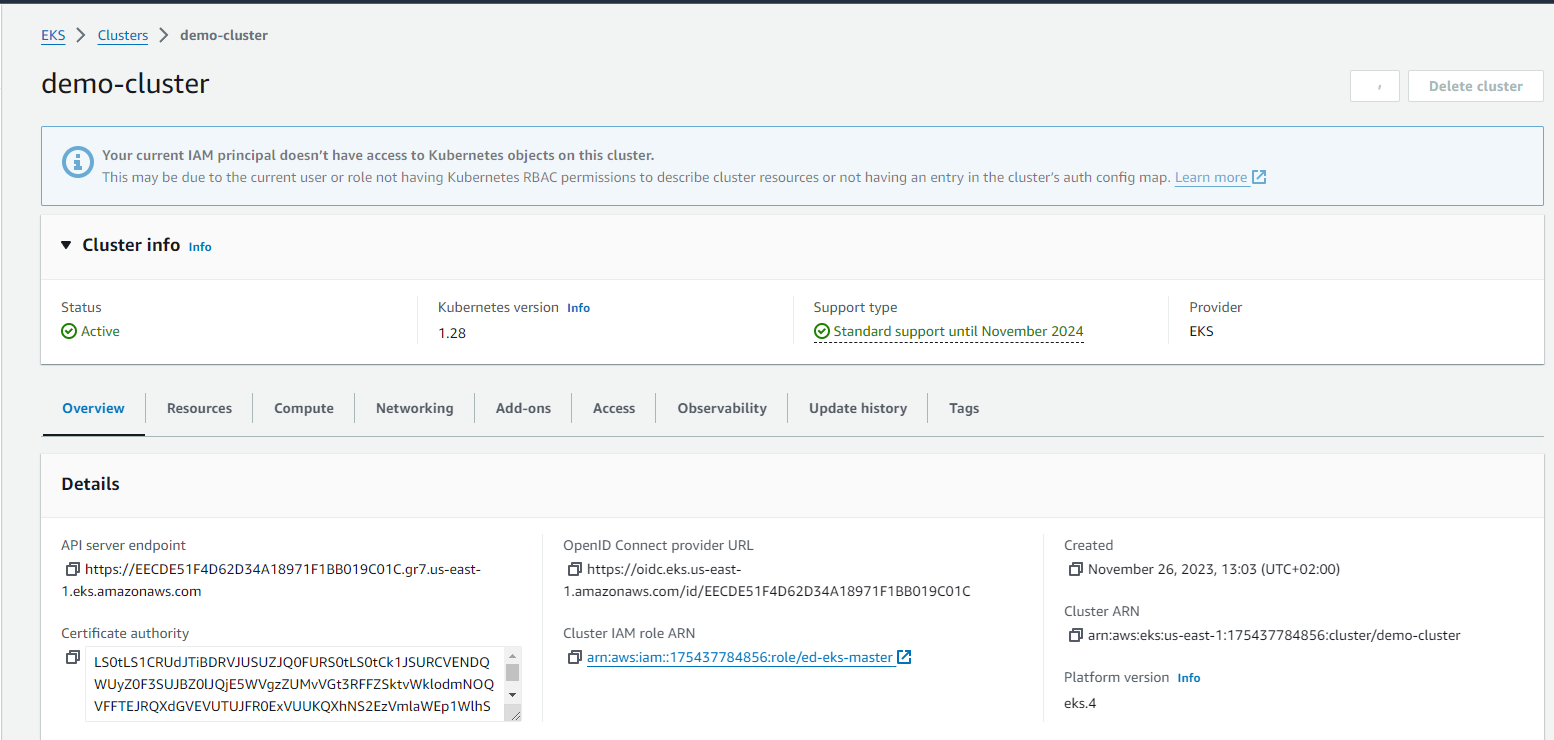 EKS > Clusters > demo-cluster
demo-cluster
Delete cluster
Your current IAM principal doesn't have access to Kubernetes objects on this cluster.
This may be due to the current user or role not having Kubernetes RBAC permissions to describe cluster resources or not having an entry in the cluster's auth config map. Learn more
Cluster info Info
Status
Active
Kubernetes version Info
1.28
Support type
Standard support until November 2024
Provider
EKS
Overview Resources Compute Networking Add-ons Access Observability Update history Tags
Details
API server endpoint
https://EECDE51F4D62D34A18971F1BB019C01C.gr7.us-east-
1.eks.amazonaws.com
Certificate authority
LS0tLS1CRUdJTiBDRVJUSUZJQ0FURS0tLS0tCk1JSURCVENDQ
WUyZ0F3SUJBZ0lJQjE5WVgzZUMvVGt3RFFZSktvWklodmNOQ
VFFTEJRQXdGVEVUTUJFR0ExVUUKQXhNS2EzVmlaWEp1WlhS
OpenID Connect provider URL
https://oidc.eks.us-east-
1.amazonaws.com/id/EECDE51F4D62D34A18971F1BB019C01C
Cluster IAM role ARN
arn:aws:iam::175437784856:role/ed-eks-master
Created
November 26, 2023, 13:03 (UTC+02:00)
Cluster ARN
arn:aws:eks:us-east-1:175437784856:cluster/demo-cluster
Platform version Info
eks.4